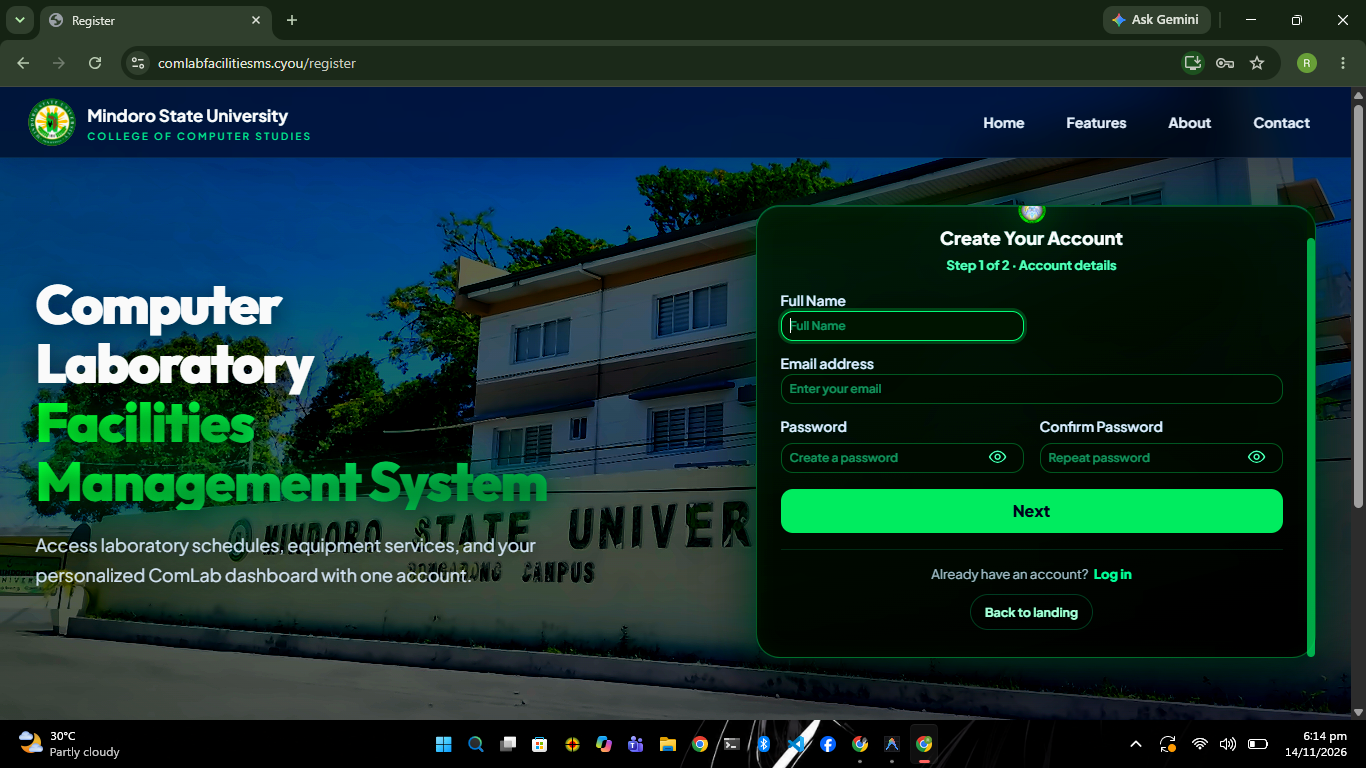 Register
Ask Gemini
comlabfacilitiesms.cyou/register
R
Mindoro State University
COLLEGE OF COMPUTER STUDIES
Home
Features
About
Contact
Computer
Laboratory
Facilities
Management System
Access laboratory schedules, equipment services, and your
personalized ComLab dashboard with one account.
MINDORO STATE UNIVER
BONGABONG CAMPUS
Create Your Account
Step 1 of 2 · Account details
Full Name
Full Name
Email address
Enter your email
Password
Confirm Password
Create a password
Repeat password
Next
Already have an account? Log in
Back to landing
30°C
Partly cloudy
6:14 pm
14/11/2026